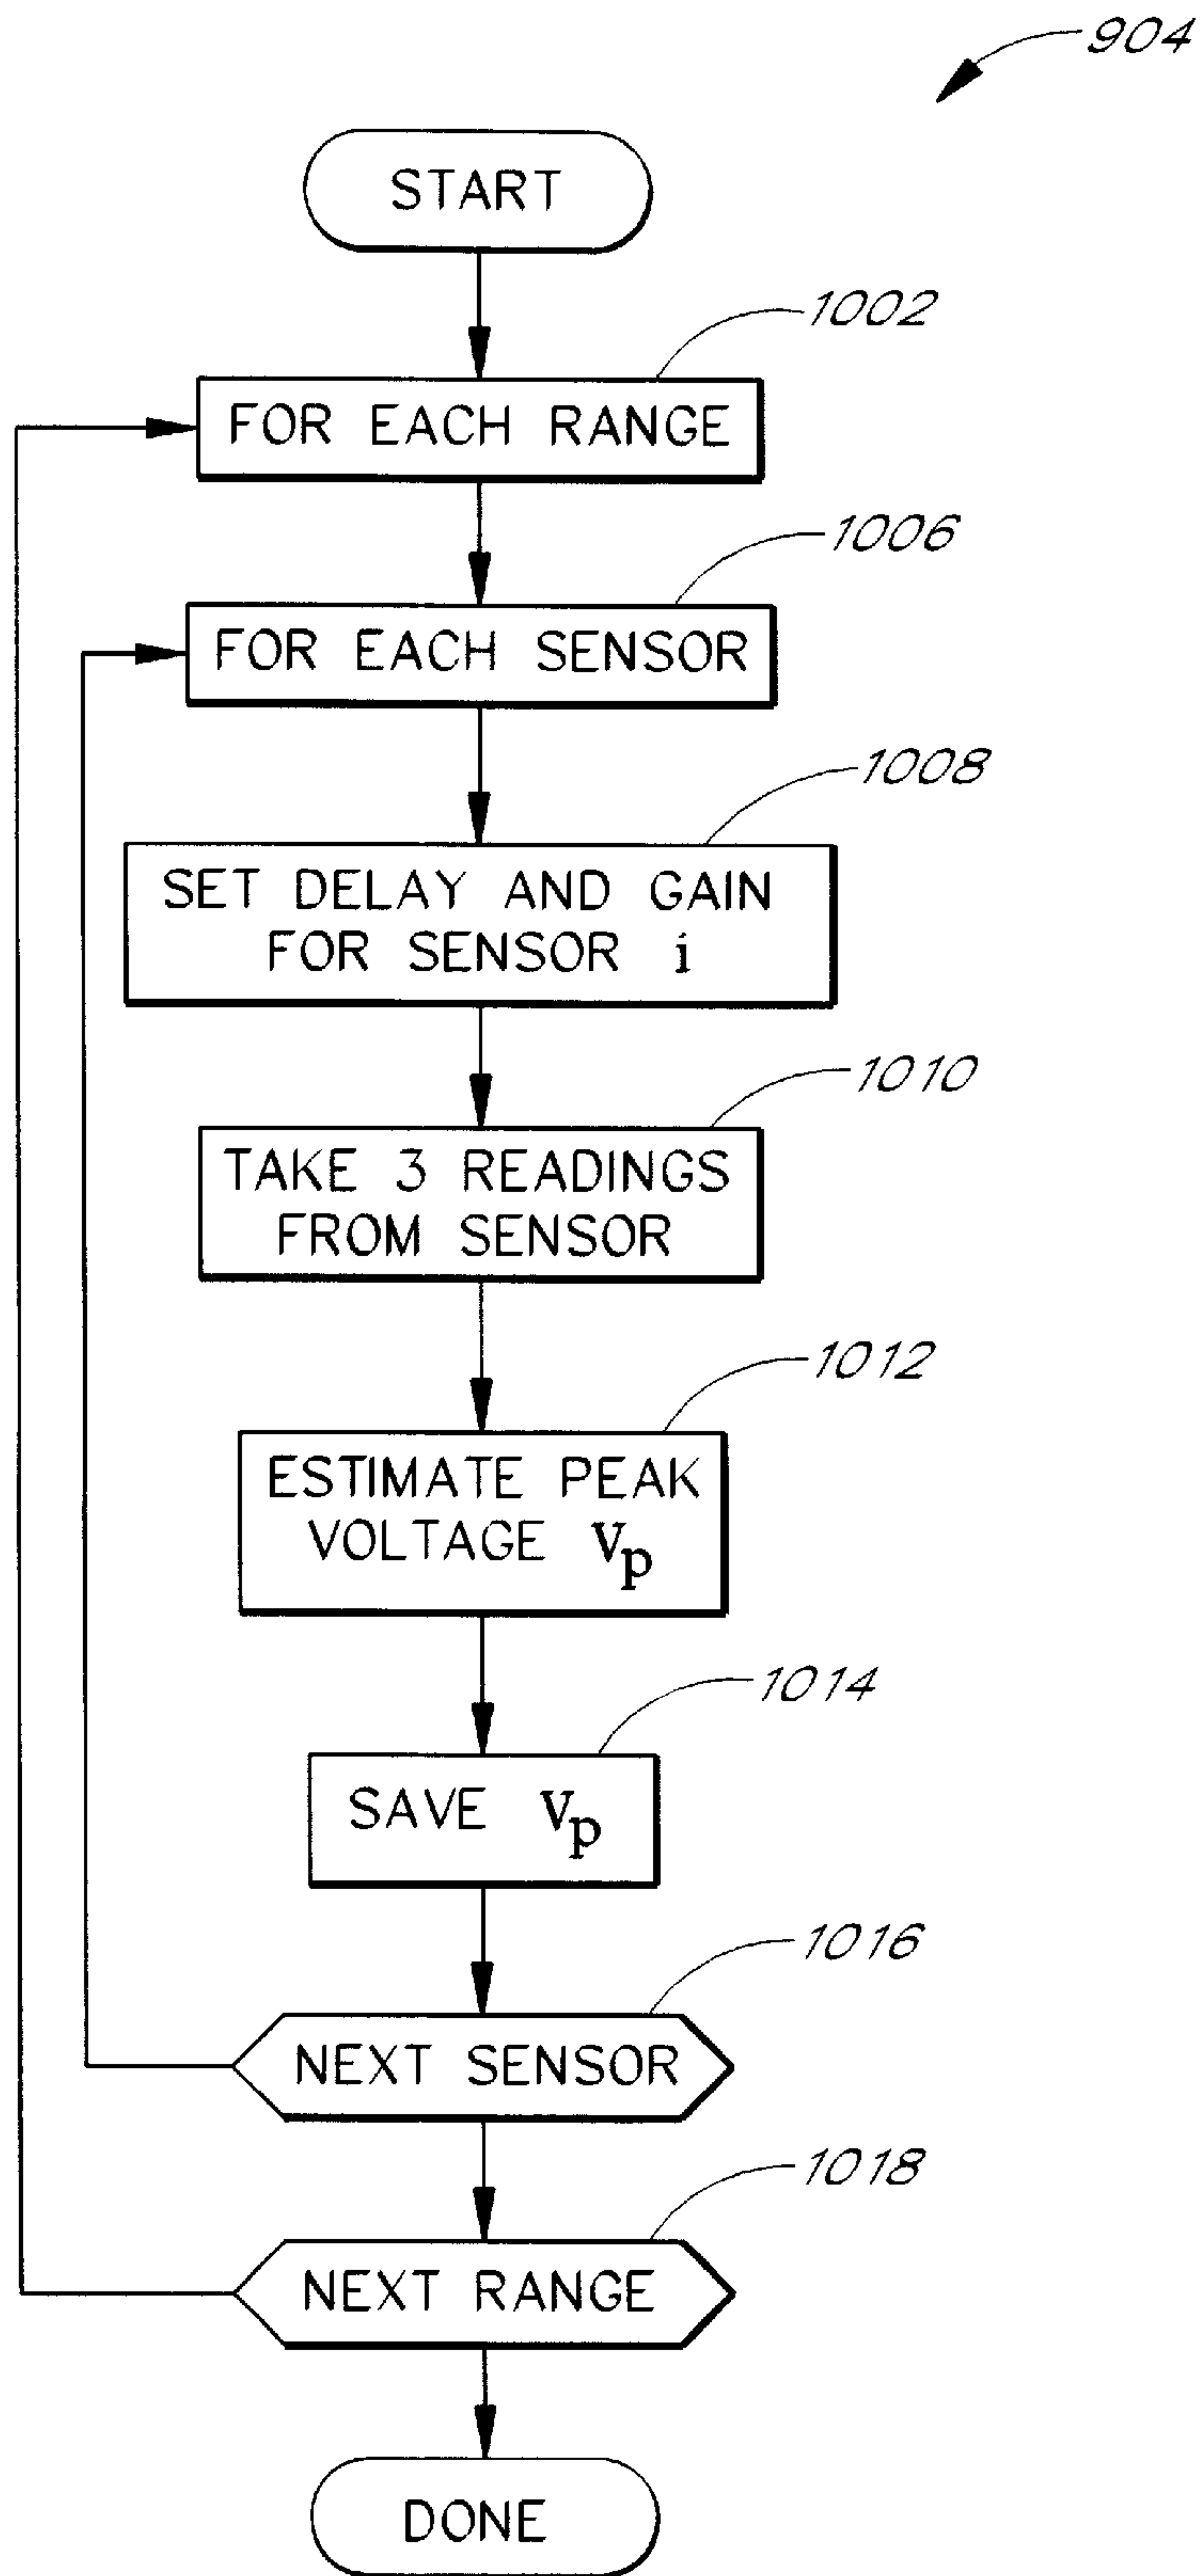 904
START
1002
FOR EACH RANGE
1006
FOR EACH SENSOR
1008
SET DELAY AND GAIN
FOR SENSOR i
1010
TAKE 3 READINGS
FROM SENSOR
1012
ESTIMATE PEAK
VOLTAGE Vp
1014
SAVE Vp
1016
NEXT SENSOR
1018
NEXT RANGE
DONE